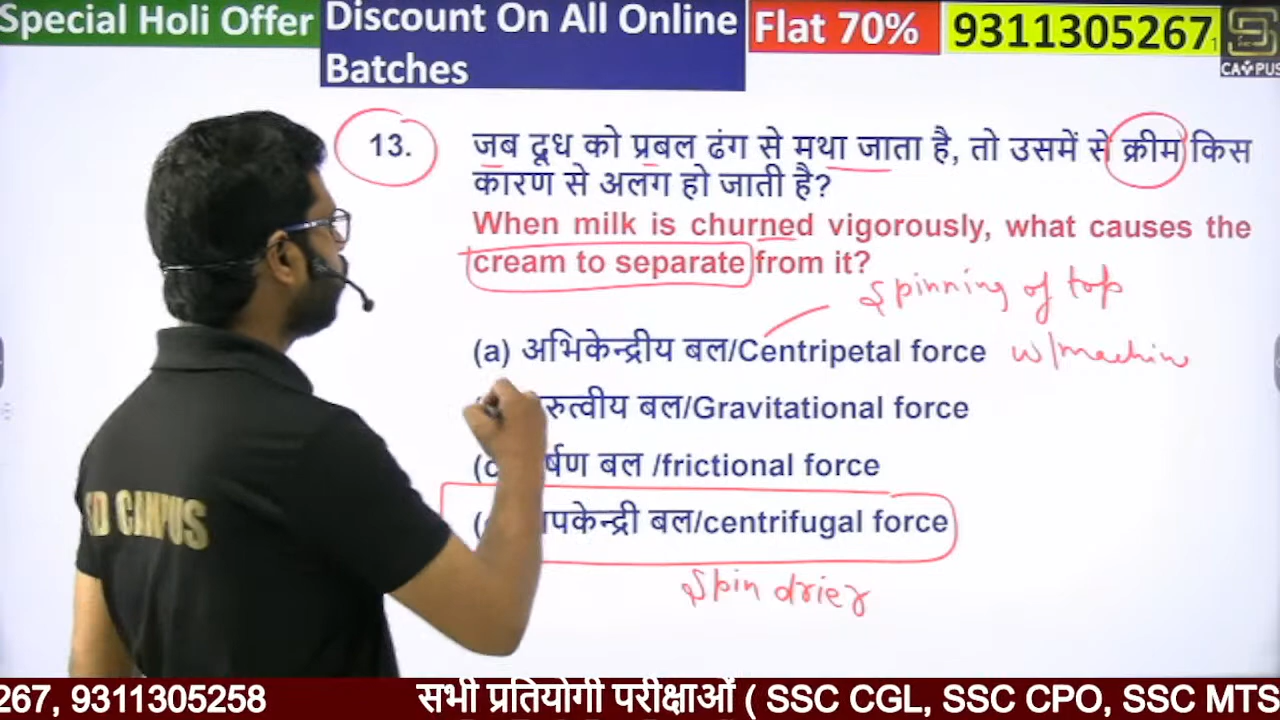 Special Holi Offer
Discount On All Online
Batches
Flat 70%
9311305267,
CAMPUS
13. जब दूध को प्रबल ढंग से मथा जाता है, तो उसमें से क्रीम किस
कारण से अलग हो जाती है?
When milk is churned vigorously, what causes the
cream to separate from it?
Spinning of top
(a) अभिकेन्द्रीय बल/Centripetal force
w/machine
बल/Gravitational force
बल /frictional force
बल/centrifugal force
Spin drier
SD CAMPUS
267, 9311305258 सभी प्रतियोगी परीक्षाओं ( SSC CGL, SSC CPO, SSC MTS